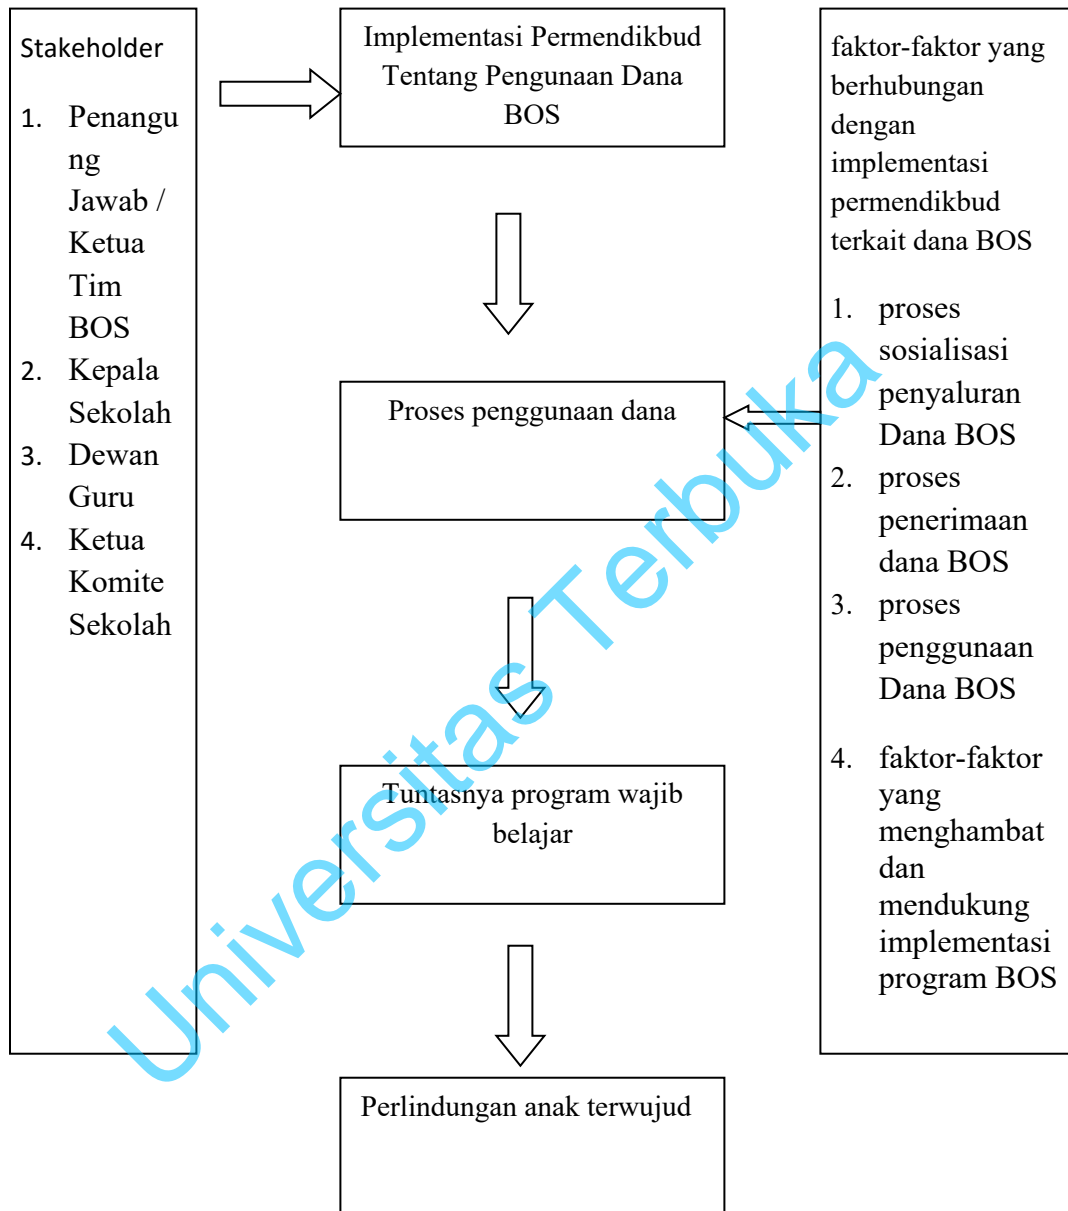 Stakeholder
1. Penangu
ng
Jawab /
Ketua
Tim
BOS
2. Kepala
Sekolah
3. Dewan
Guru
4. Ketua
Komite
Sekolah
Implementasi Permendikbud
Tentang Pengunaan Dana
BOS
Proses penggunaan dana
Tuntasnya program wajib
belajar
Perlindungan anak terwujud
faktor-faktor yang
berhubungan
dengan
implementasi
permendikbud
terkait dana BOS
1. proses
sosialisasi
penyaluran
Dana BOS
2. proses
penerimaan
dana BOS
3. proses
penggunaan
Dana BOS
4. faktor-faktor
yang
menghambat
dan
mendukung
implementasi
program BOS
Universitas Terbuka